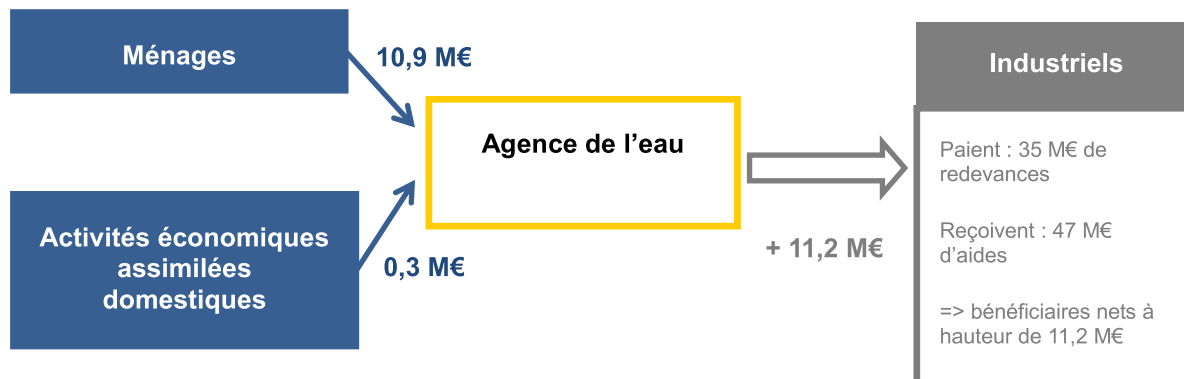 Ménages
10,9 M€
Activités économiques
assimilées
domestiques
0,3 M€
Agence de l’eau
+ 11,2 M€
Industriels
Paient : 35 M€ de
redevances
Reçoivent : 47 M€
d’aides
=> bénéficiaires nets à
hauteur de 11,2 M€